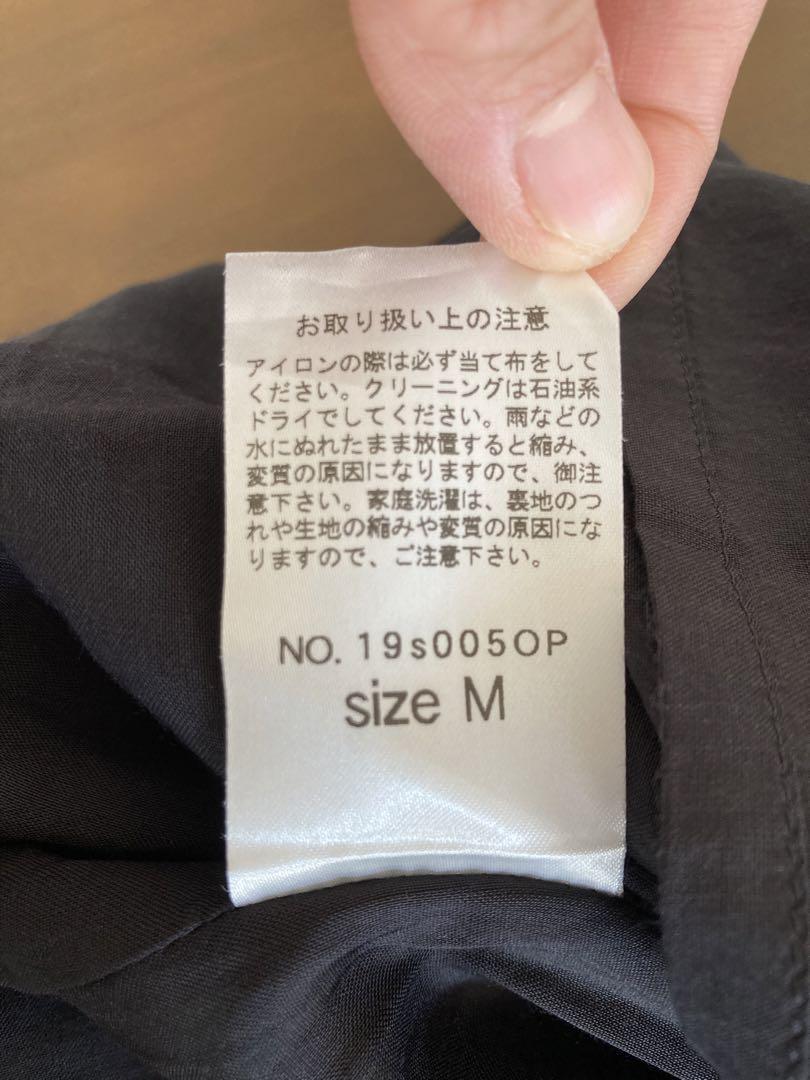 お取り扱い上の注意
アイロンの際は必ず当て布をして
ください。クリーニングは石油系
ドライでしてください。雨などの
水にぬれたまま放置すると縮み、
変質の原因になりますので、御注
意下さい。家庭洗濯は、裏地のつ
れや生地の縮みや変質の原因にな
りますので、ご注意下さい。
NO. 19s005OP
size M